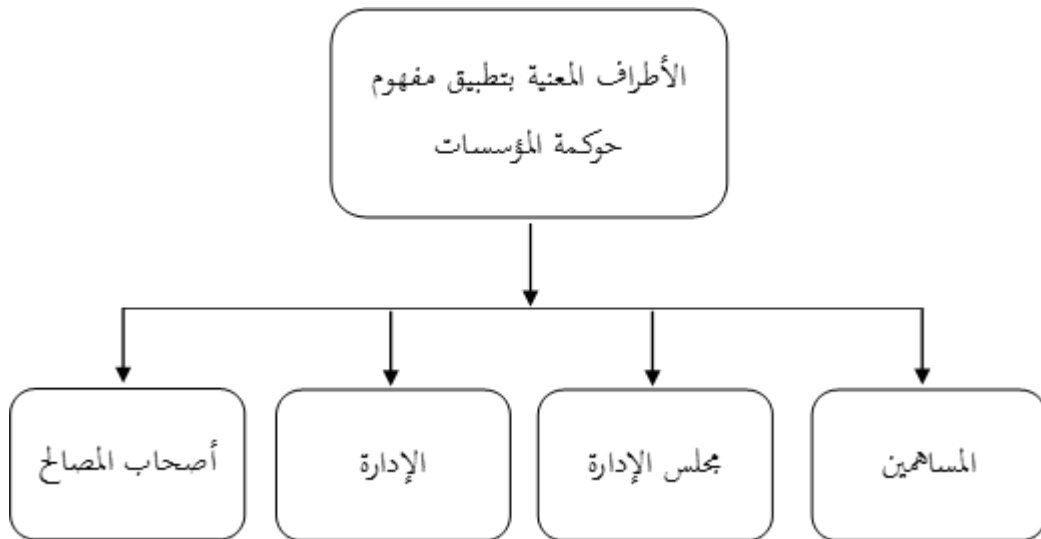 الأطراف المعنية بتطبيق مفهوم
حوكمة المؤسسات
المساهمين
مجلس الإدارة
الإدارة
أصحاب المصالح